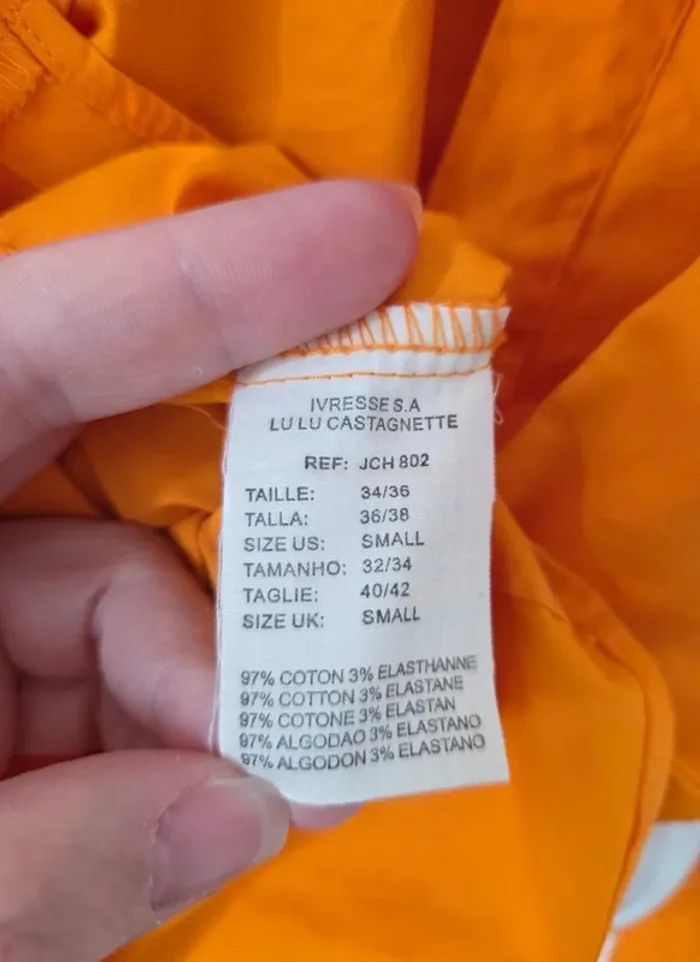 IVRESSE S.A
LULU CASTAGNETTE
REF: JCH 802
TAILLE: 34/36
TALLA: 36/38
SIZE US: SMALL
TAMANHO: 32/34
TAGLIE: 40/42
SIZE UK: SMALL
97% COTON 3% ELASTHANNE
97% COTTON 3% ELASTANE
97% COTONE 3% ELASTAN
97% ALGODAO 3% ELASTANO
97% ALGODON 3% ELASTANO